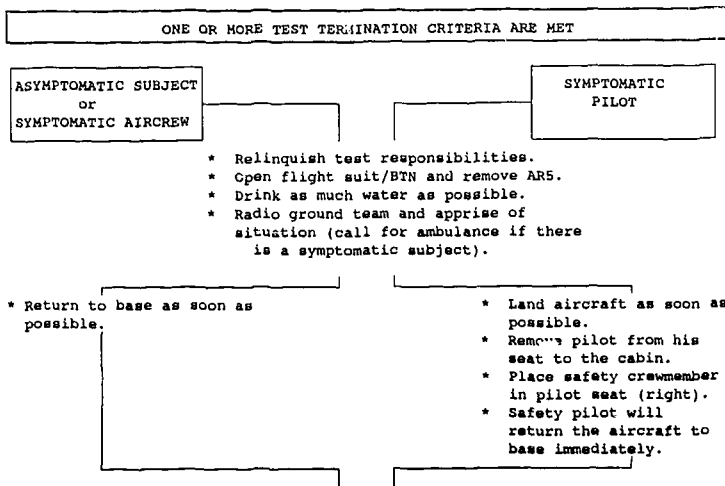 ONE OR MORE TEST TERMINATION CRITERIA ARE MET
ASYMPTOMATIC SUBJECT
or
SYMPTOMATIC AIRCREW
SYMPTOMATIC
PILOT
* Relinquish test responsibilities.
* Open flight suit/BTN and remove AR5.
* Drink as much water as possible.
* Radio ground team and apprise of
situation (call for ambulance if there
is a symptomatic subject).
* Return to base as soon as
possible.
* Land aircraft as soon as
possible.
* Remove pilot from his
seat to the cabin.
* Place safety crewmember
in pilot seat (right).
* Safety pilot will
return the aircraft to
base immediately.